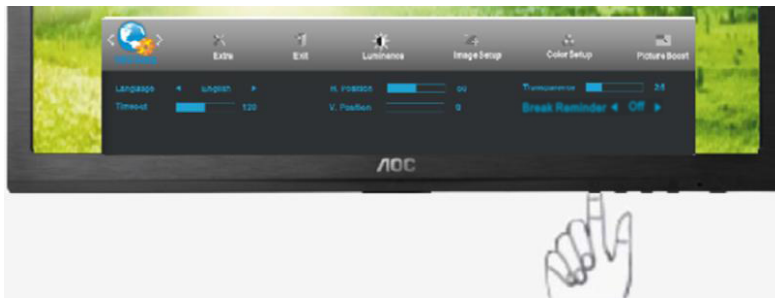 Extra
Exit
Luminance
Image Setup
Color Setup
Picture Boost
Language English H. Position 50 Transparence
Timeout 120 V. Position 0 Break Reminder Off
AOC